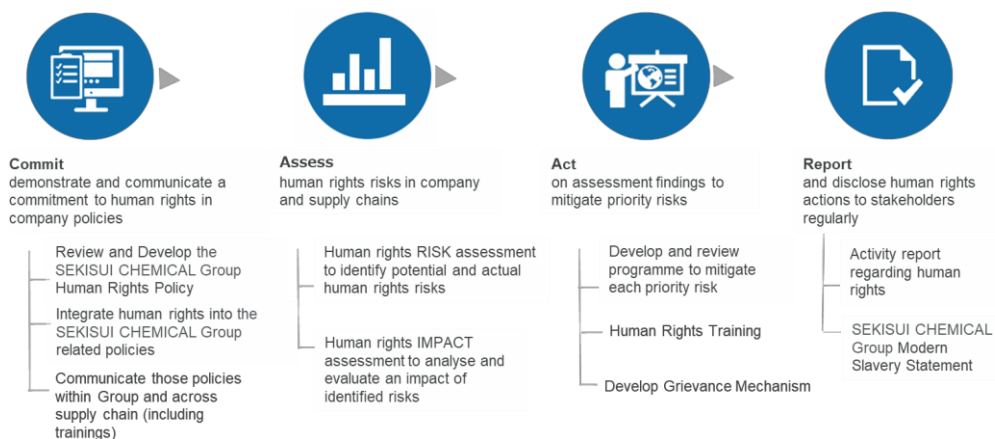 Commit
demonstrate and communicate a
commitment to human rights in
company policies
Review and Develop the
SEKISUI CHEMICAL Group
Human Rights Policy
Integrate human rights into the
SEKISUI CHEMICAL Group
related policies
Communicate those policies
within Group and across
supply chain (including
trainings)
Assess
human rights risks in company
and supply chains
Human rights RISK assessment
to identify potential and actual
human rights risks
Human rights IMPACT
assessment to analyse and
evaluate an impact of
identified risks
Act
on assessment findings to
mitigate priority risks
Develop and review
programme to mitigate
each priority risk
Human Rights Training
Develop Grievance Mechanism
Report
and disclose human rights
actions to stakeholders
regularly
Activity report
regarding human
rights
SEKISUI CHEMICAL
Group Modern
Slavery Statement